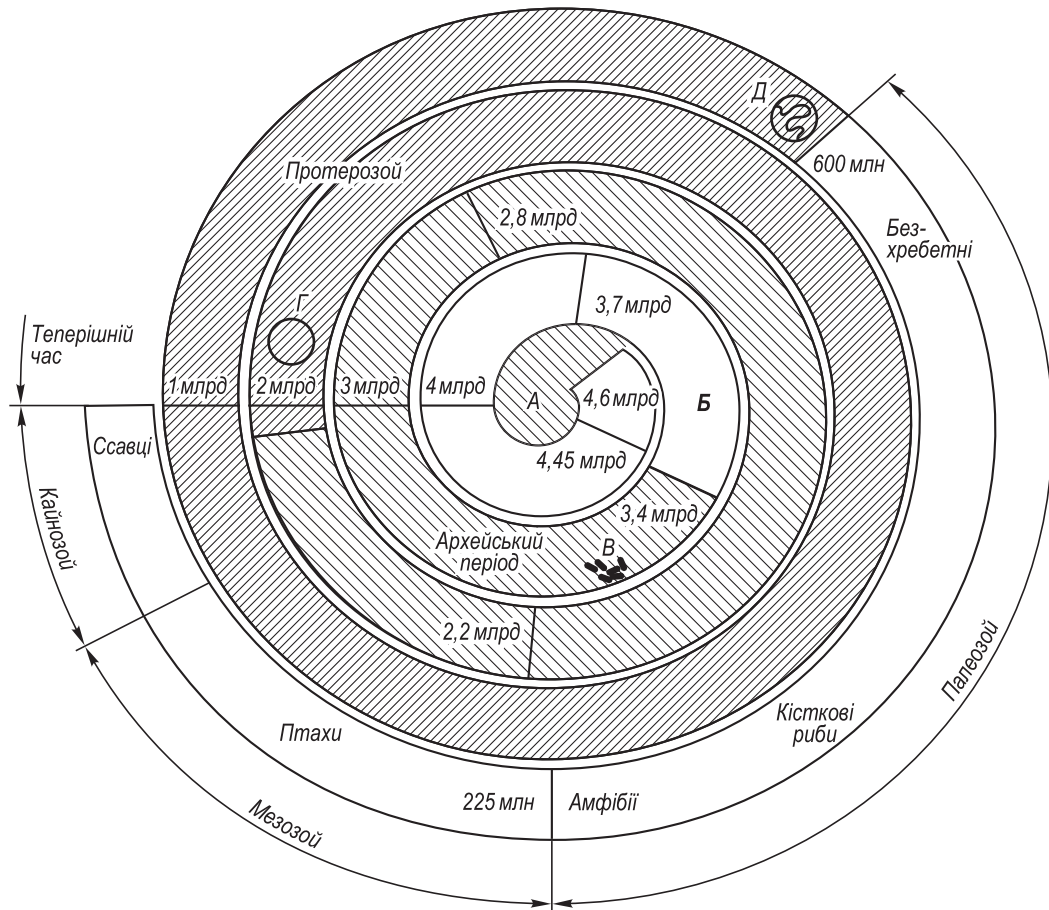 Д
600 млн
Протерозой
2,8 млрд
Без-
хребетні
Г
3,7 млрд
Теперішній
час
1 млрд
2 млрд
3 млрд
4 млрд
А
4,6 млрд
Б
Ссавці
4,45 млрд
Кайнозой
3,4 млрд
Архейський
період
В
2,2 млрд
Палеозой
Птахи
Кісткові
риби
225 млн
Амфібії
Мезозой